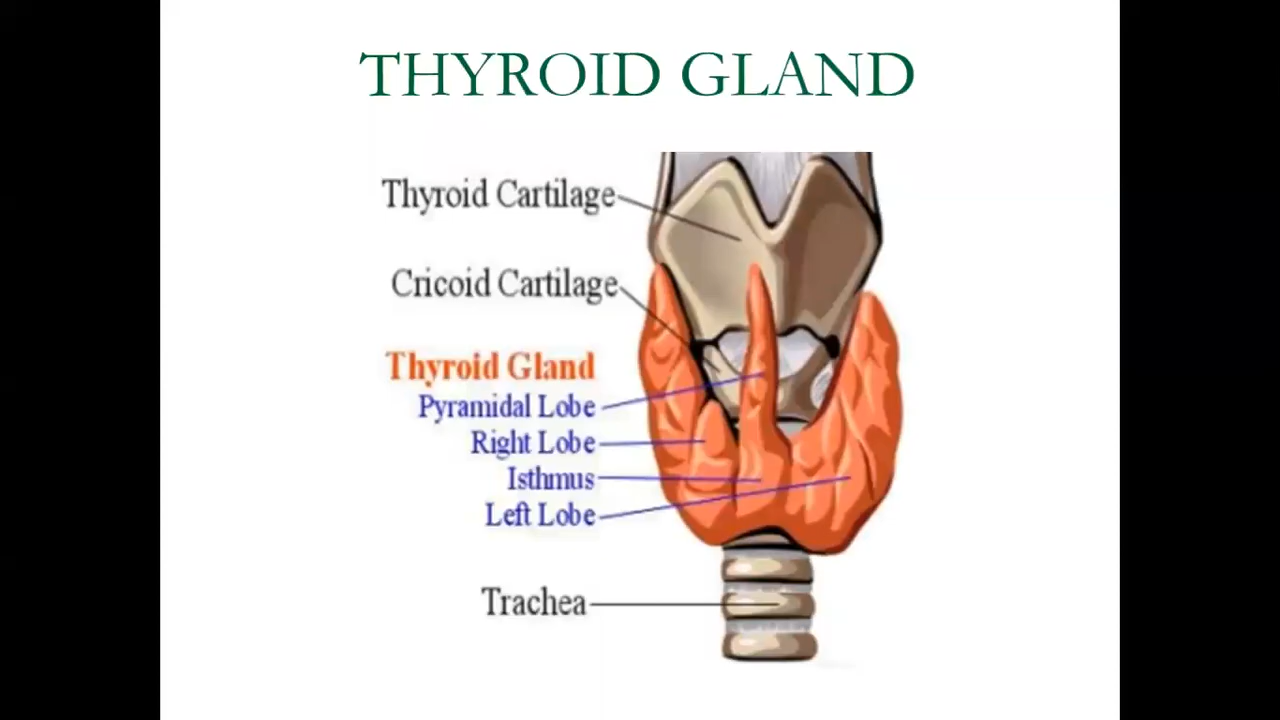 THYROID GLAND
Thyroid Cartilage
Cricoid Cartilage
Thyroid Gland
Pyramidal Lobe
Right Lobe
Isthmus
Left Lobe
Trachea